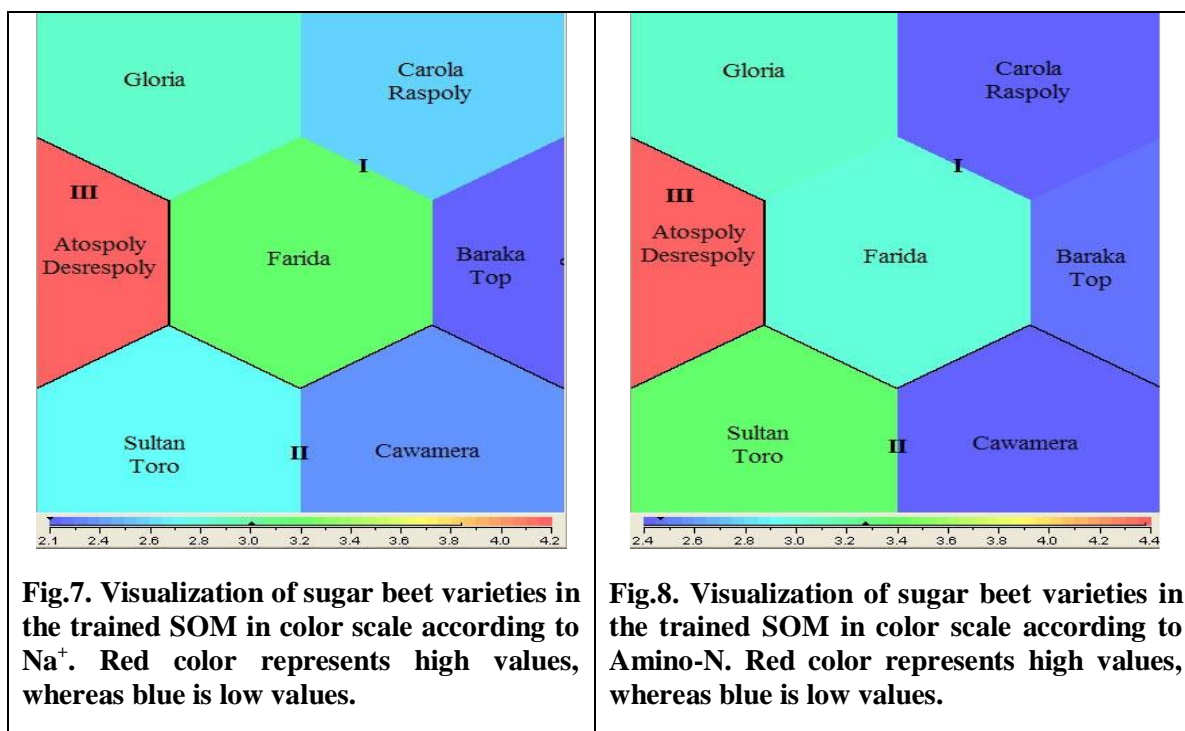 Gloria
Carola
Raspoly
I
III
Atospoly
Desrespoly
Farida
Baraka
Top
Sultan
Toro
II
Cawamera
2.1 2.4 2.6 2.8 3.0 3.2 3.4 3.6 3.8 4.0 4.2
Fig.7. Visualization of sugar beet varieties in
the trained SOM in color scale according to
Na⁺. Red color represents high values,
whereas blue is low values.
Gloria
Carola
Raspoly
I
III
Atospoly
Desrespoly
Farida
Baraka
Top
Sultan
Toro
II
Cawamera
2.4 2.6 2.8 3.0 3.2 3.4 3.6 3.8 4.0 4.2 4.4
Fig.8. Visualization of sugar beet varieties in
the trained SOM in color scale according to
Amino-N. Red color represents high values,
whereas blue is low values.